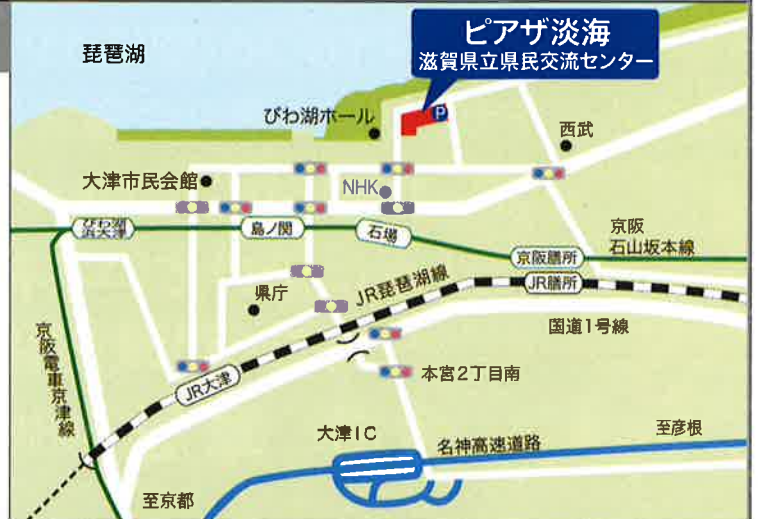 琵琶湖
ピアザ淡海
滋賀県立県民交流センター
P
びわ湖ホール
西武
大津市民会館
NHK
びわ湖
浜大津
島ノ関
石場
京阪
石山坂本線
京阪膳所
JR膳所
県庁
JR琵琶湖線
国道1号線
京阪電車京津線
JR大津
本宮2丁目南
大津IC
名神高速道路
至彦根
至京都